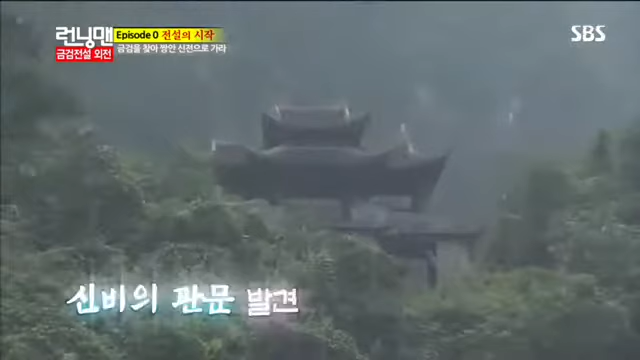 런닝맨
금검전설 외전
Episode 0 전설의 시작
금검을 찾아 짱안 신전으로 가라
SBS
신비의 관문 발견